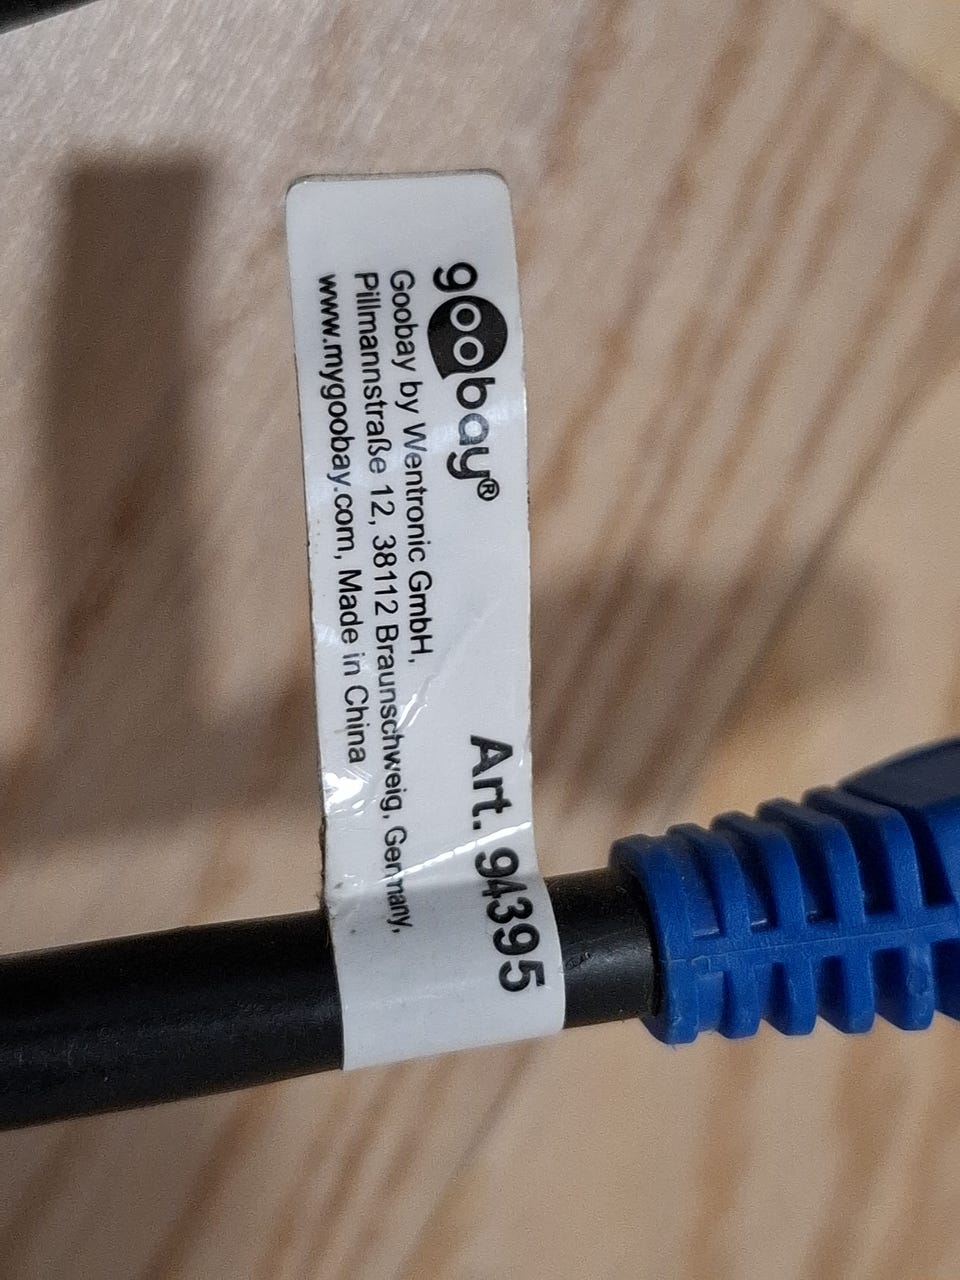 goobay®
Art. 94395
Goobay by Wentronic GmbH,
Pillmannstraße 12, 38112 Braunschweig, Germany,
www.mygoobay.com, Made in China